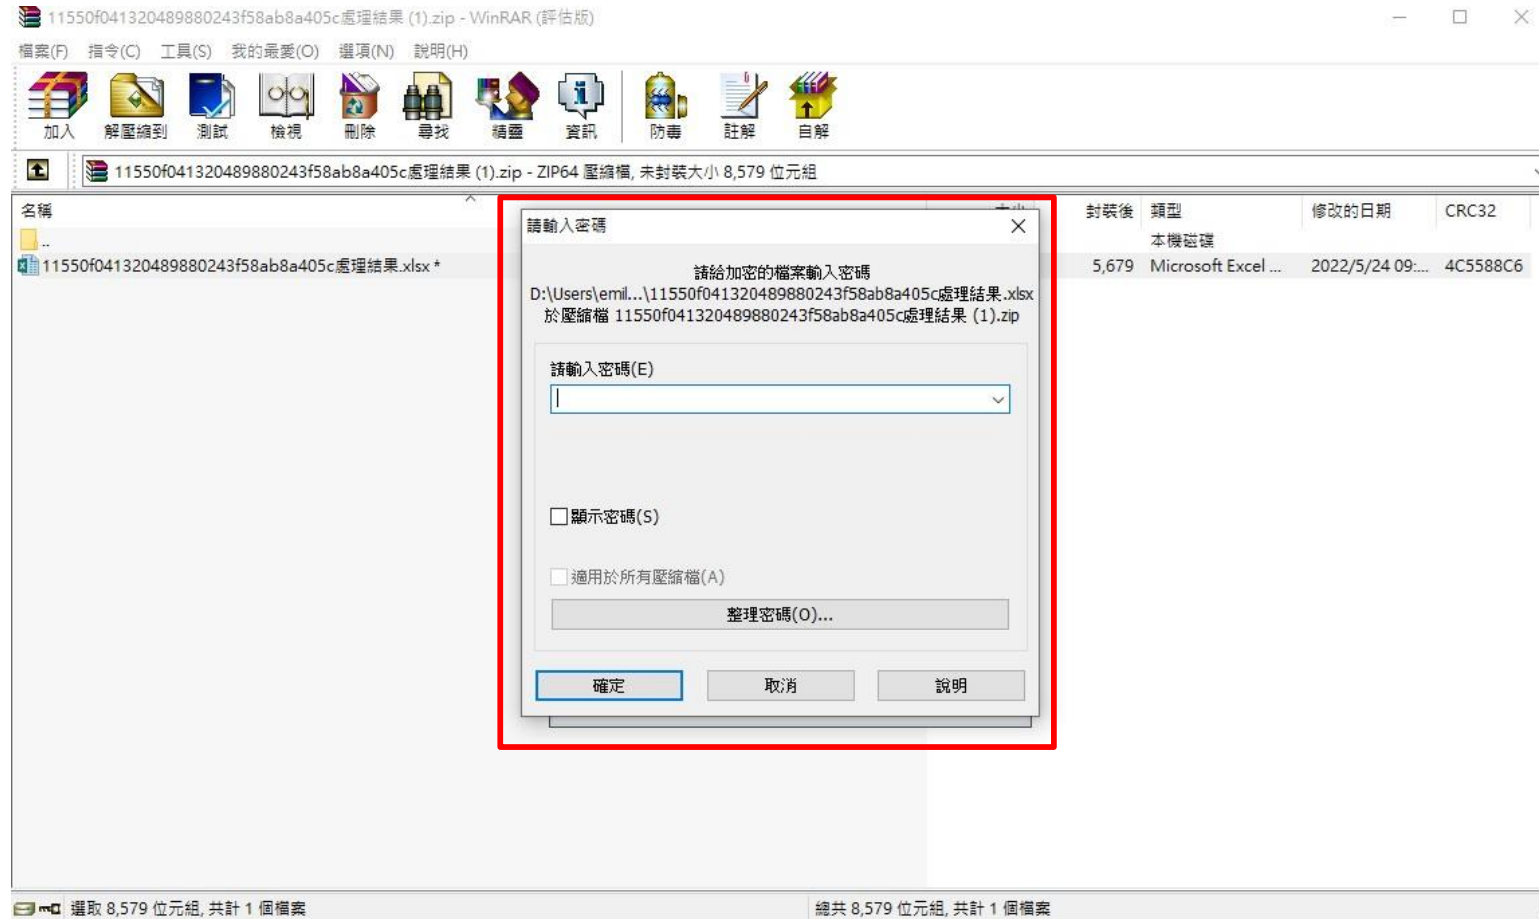 11550f041320489880243f58ab8a405c處理結果 (1).zip - WinRAR (評估版)
檔案(F) 指令(C) 工具(S) 我的最愛(O) 選項(N) 說明(H)
加入 解壓縮到 測試 檢視 刪除 尋找 精靈 資訊 防毒 註解 自解
11550f041320489880243f58ab8a405c處理結果 (1).zip - ZIP64 壓縮檔, 未封裝大小 8,579 位元組
名稱 封裝後 類型 修改的日期 CRC32
.. 本機磁碟
11550f041320489880243f58ab8a405c處理結果.xlsx * 5,679 Microsoft Excel ... 2022/5/24 09:... 4C5588C6
請輸入密碼
請給加密的檔案輸入密碼
D:\Users\emil...\11550f041320489880243f58ab8a405c處理結果.xlsx
於壓縮檔 11550f041320489880243f58ab8a405c處理結果 (1).zip
請輸入密碼(E)
顯示密碼(S)
適用於所有壓縮檔(A)
整理密碼(O)...
確定 取消 說明
選取 8,579 位元組, 共計 1 個檔案 總共 8,579 位元組, 共計 1 個檔案